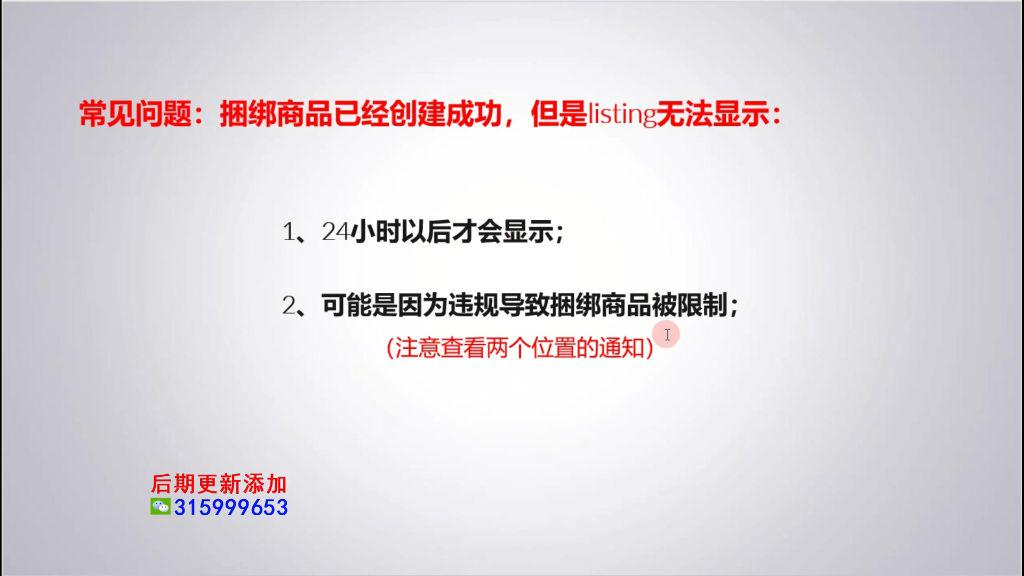 常见问题：捆绑商品已经创建成功，但是listing无法显示：
1、24小时以后才会显示；
2、可能是因为违规导致捆绑商品被限制；
（注意查看两个位置的通知）
后期更新添加
315999653